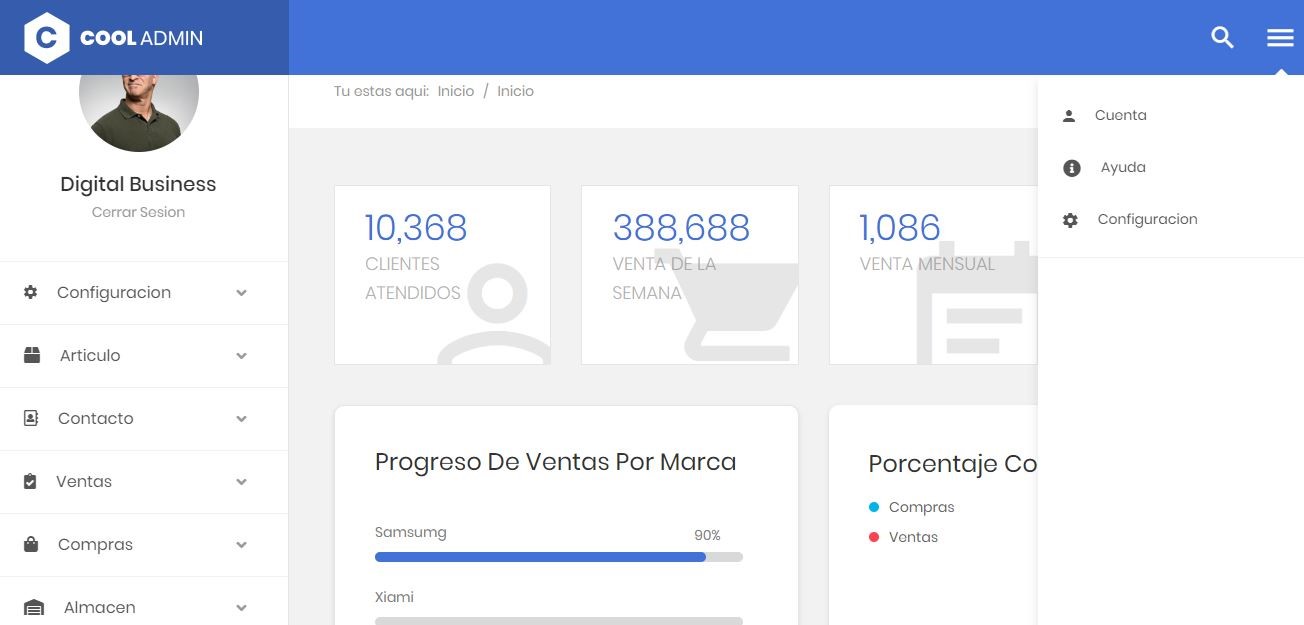 C COOL ADMIN
Digital Business
Cerrar Sesion
Configuracion
Articulo
Contacto
Ventas
Compras
Almacen
Tu estas aqui: Inicio / Inicio
10,368
CLIENTES
ATENDIDOS
388,688
VENTA DE LA
SEMANA
1,086
VENTA MENSUAL
Progreso De Ventas Por Marca
Samsumg 90%
Xiami
Porcentaje Co
Compras
Ventas
Cuenta
Ayuda
Configuracion